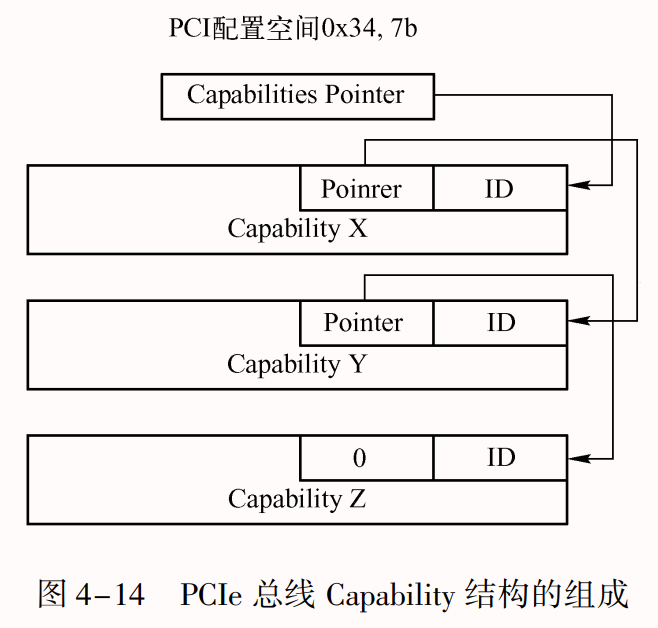 PCI配置空间0x34, 7b
Capabilities Pointer
Poinrer ID
Capability X
Pointer ID
Capability Y
0 ID
Capability Z
图 4-14 PCIe 总线 Capability 结构的组成